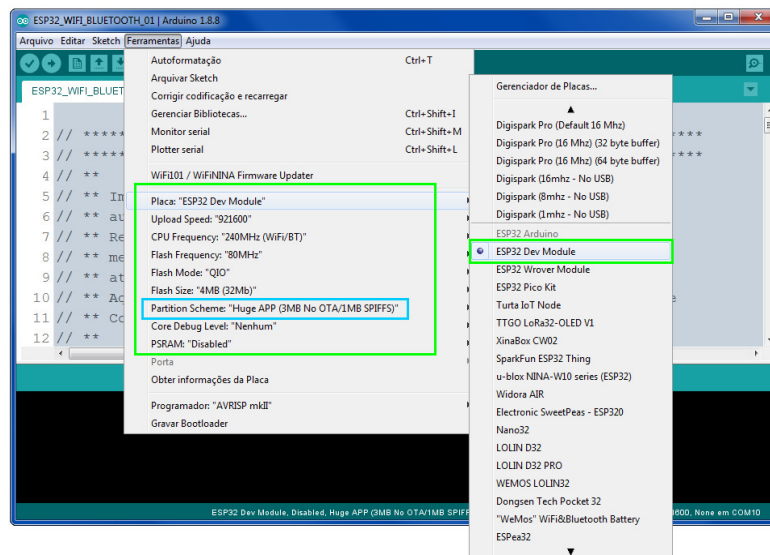 ESP32_WIFI_BLUETOOTH_01 | Arduino 1.8.8
Arquivo Editar Sketch Ferramentas Ajuda
ESP32_WIFI_BLUET
1
2 // *****
3 // *****
4 // **
5 // ** Im
6 // ** au
7 // ** Re
8 // ** me
9 // ** at
10 // ** Ac
11 // ** Co
12 // **
****
****
e
Autoformatação Ctrl+T
Arquivar Sketch
Corrigir codificação e recarregar
Gerenciar Bibliotecas... Ctrl+Shift+I
Monitor serial Ctrl+Shift+M
Plotter serial Ctrl+Shift+L
WiFi101 / WiFiNINA Firmware Updater
Placa: "ESP32 Dev Module"
Upload Speed: "921600"
CPU Frequency: "240MHz (WiFi/BT)"
Flash Frequency: "80MHz"
Flash Mode: "QIO"
Flash Size: "4MB (32Mb)"
Partition Scheme: "Huge APP (3MB No OTA/1MB SPIFFS)"
Core Debug Level: "Nenhum"
PSRAM: "Disabled"
Porta
Obter informações da Placa
Programador: "AVRISP mkII"
Gravar Bootloader
Gerenciador de Placas...
Digispark Pro (Default 16 Mhz)
Digispark Pro (16 Mhz) (32 byte buffer)
Digispark Pro (16 Mhz) (64 byte buffer)
Digispark (16mhz - No USB)
Digispark (8mhz - No USB)
Digispark (1mhz - No USB)
ESP32 Arduino
ESP32 Dev Module
ESP32 Wrover Module
ESP32 Pico Kit
Turta IoT Node
TTGO LoRa32-OLED V1
XinaBox CW02
SparkFun ESP32 Thing
u-blox NINA-W10 series (ESP32)
Widora AIR
Electronic SweetPeas - ESP320
Nano32
LOLIN D32
LOLIN D32 PRO
WEMOS LOLIN32
Dongsen Tech Pocket 32
"WeMos" WiFi&Bluetooth Battery
ESPea32
ESP32 Dev Module, Disabled, Huge APP (3MB No OTA/1MB SPIFF
1600, None em COM10